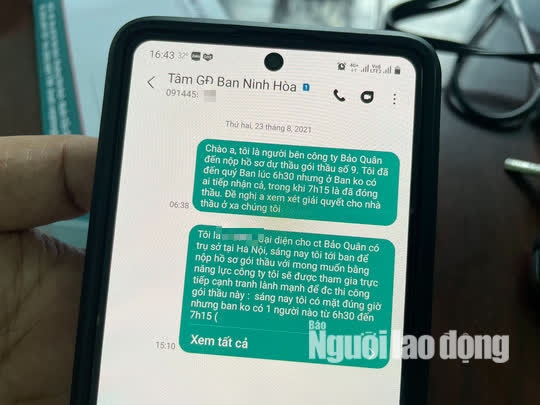 16:43 32°
Tâm GĐ Ban Ninh Hòa 1
091445:
Thứ hai, 23 thg 8, 2021
Chào a, tôi là người bên công ty Bảo Quân
đến nộp hồ sơ dự thầu gói thầu số 9. Tôi đã
đến quý Ban lúc 6h30 nhưng ở Ban ko có
ai tiếp nhận cả, trong khi 7h15 là đã đóng
thầu. Đề nghị a xem xét giải quyết cho nhà
thầu ở xa chúng tôi
06:38
Tôi là đại diện cho ct Bảo Quân có
trụ sở tại Hà Nội, sáng nay tôi tới ban để
nộp hồ sơ gói thầu với mong muốn bằng
năng lực công ty tôi sẽ được tham gia trực
tiếp cạnh tranh lành mạnh để đc thi công
gói thầu này : sáng nay tôi có mặt đúng giờ
nhưng ban ko có 1 người nào từ 6h30 đến
7h15 (
Xem tất cả
15:10
Báo
Người lao động